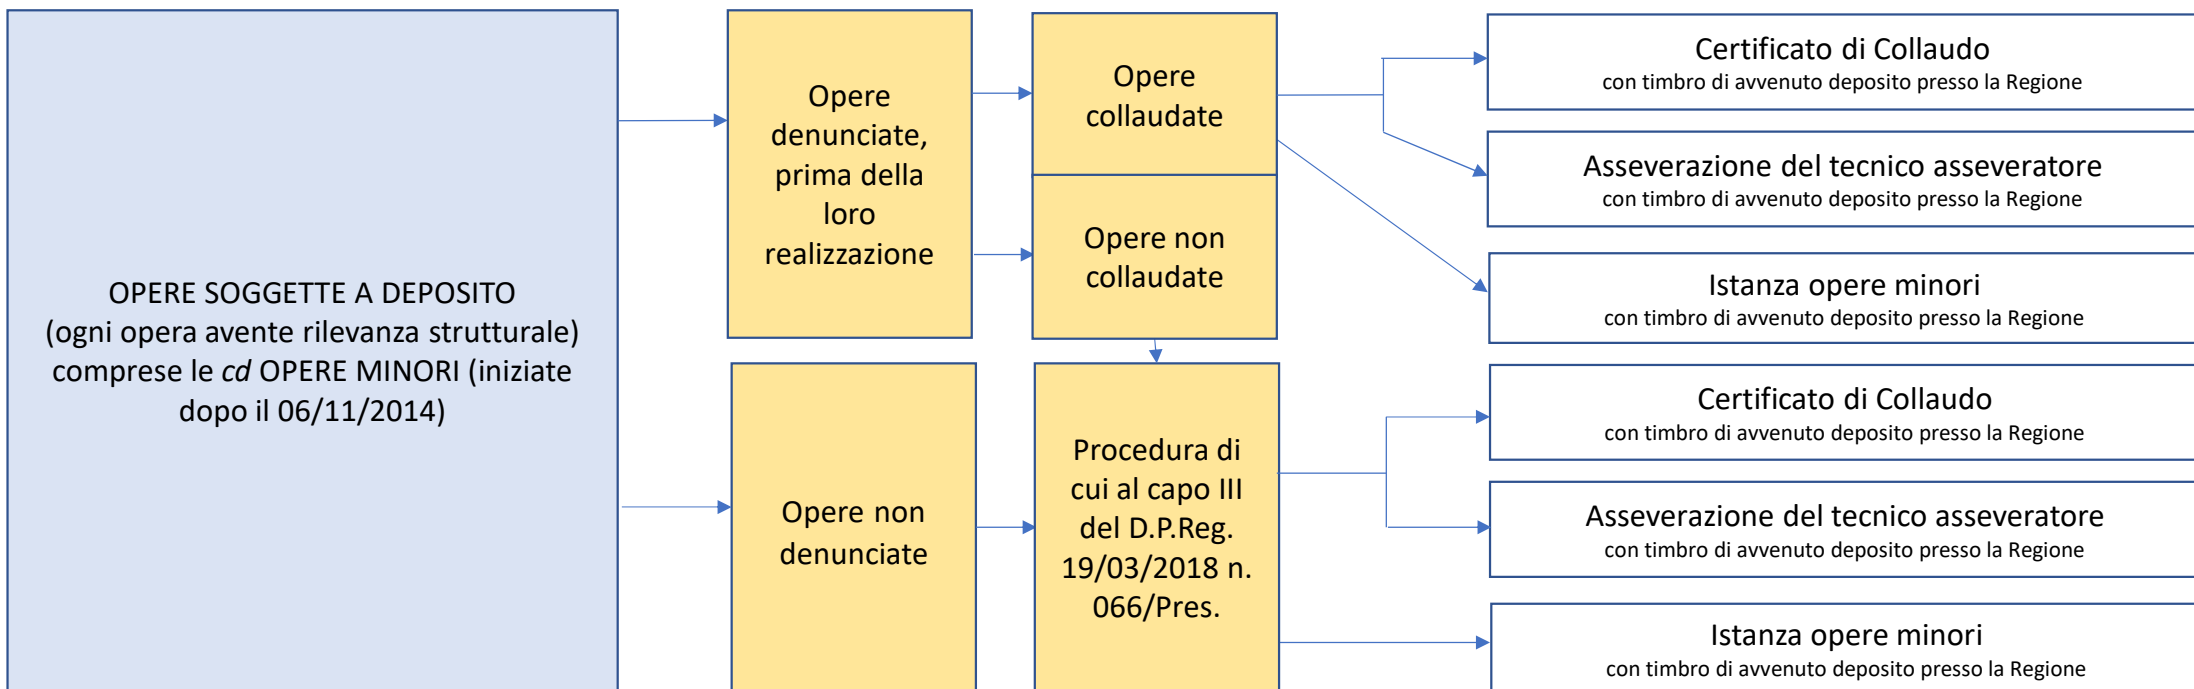 OPERE SOGGETTE A DEPOSITO
(ogni opera avente rilevanza strutturale)
comprese le cd OPERE MINORI (iniziate
dopo il 06/11/2014)
Opere
denunciate,
prima della
loro
realizzazione
Opere
collaudate
Opere non
collaudate
Certificato di Collaudo
con timbro di avvenuto deposito presso la Regione
Asseverazione del tecnico asseveratore
con timbro di avvenuto deposito presso la Regione
Istanza opere minori
con timbro di avvenuto deposito presso la Regione
Opere non
denunciate
Procedura di
cui al capo III
del D.P.Reg.
19/03/2018 n.
066/Pres.
Certificato di Collaudo
con timbro di avvenuto deposito presso la Regione
Asseverazione del tecnico asseveratore
con timbro di avvenuto deposito presso la Regione
Istanza opere minori
con timbro di avvenuto deposito presso la Regione